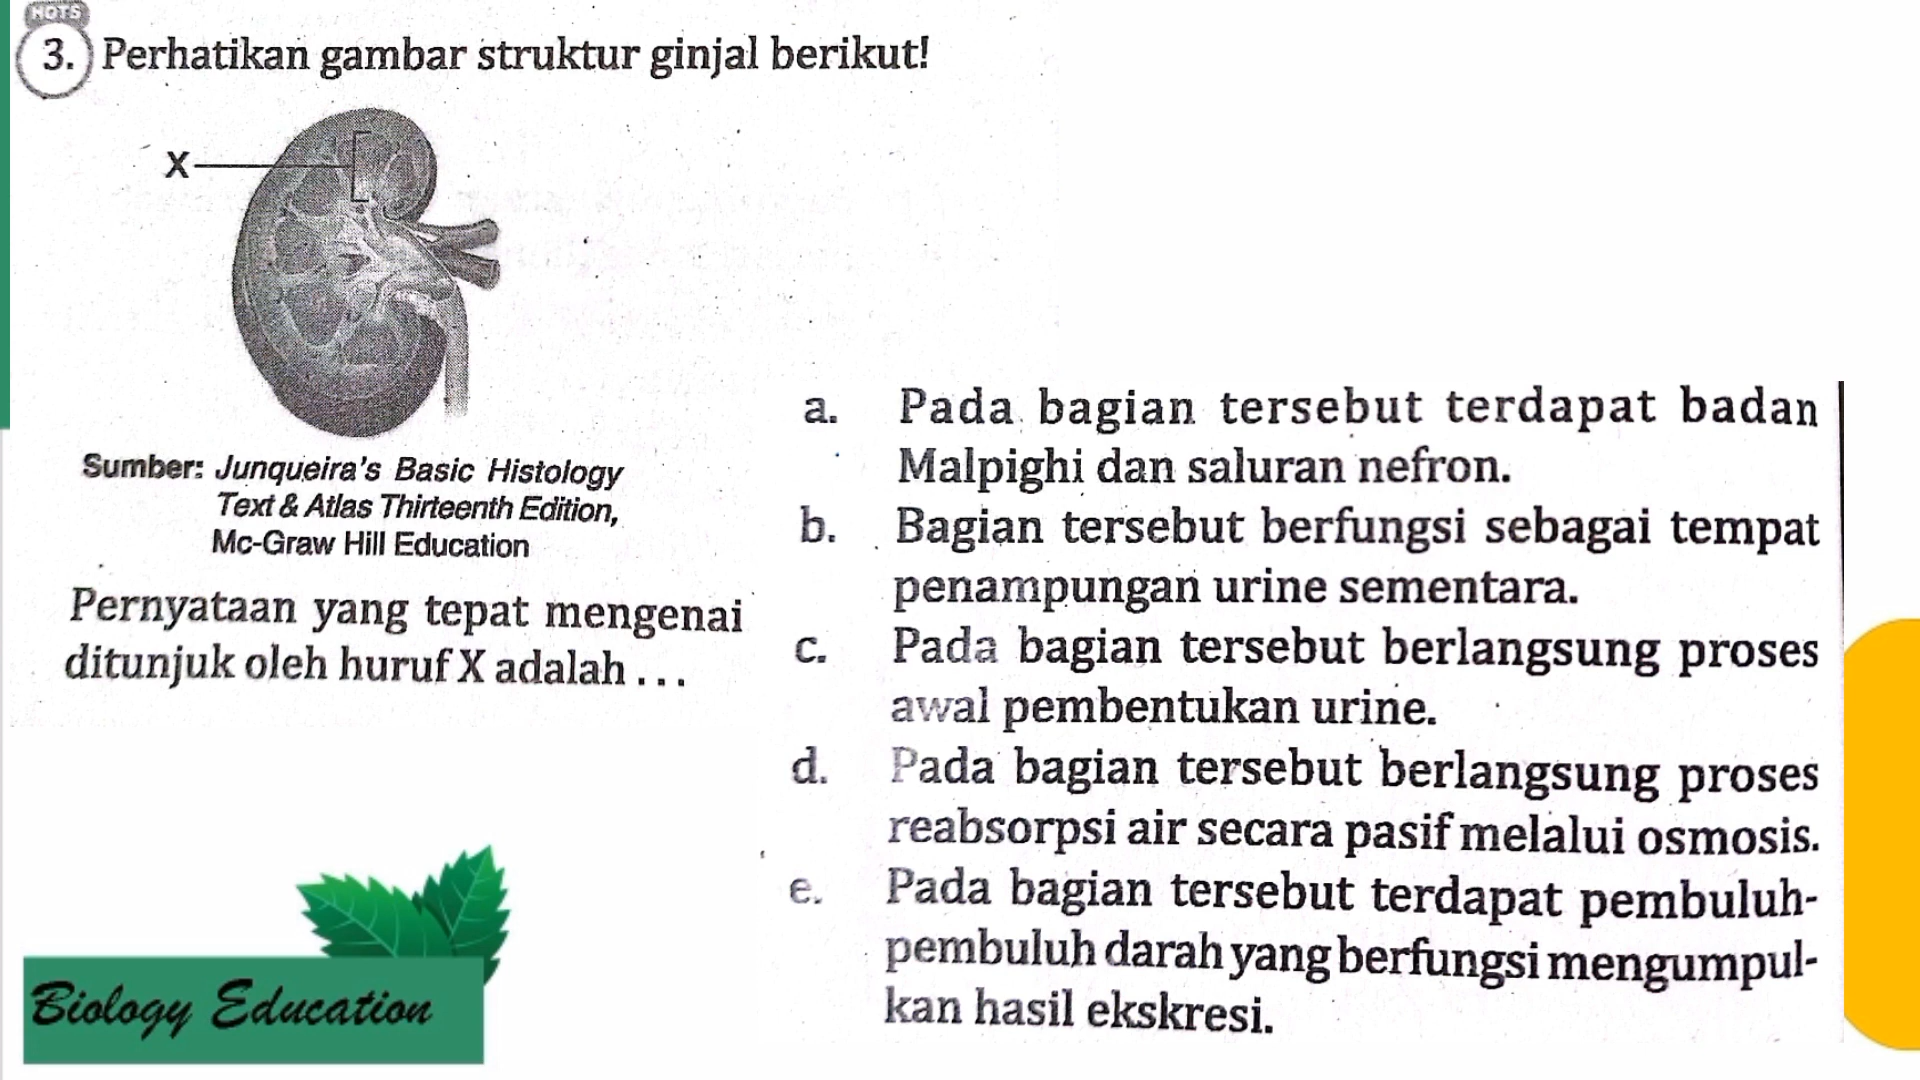 HOTS
3. Perhatikan gambar struktur ginjal berikut!
X
Sumber: Junqueira's Basic Histology
Text & Atlas Thirteenth Edition,
Mc-Graw Hill Education
Pernyataan yang tepat mengenai
ditunjuk oleh huruf X adalah . . .
a. Pada bagian tersebut terdapat badan
Malpighi dan saluran nefron.
b. Bagian tersebut berfungsi sebagai tempat
penampungan urine sementara.
c. Pada bagian tersebut berlangsung proses
awal pembentukan urine.
d. Pada bagian tersebut berlangsung proses
reabsorpsi air secara pasif melalui osmosis.
e. Pada bagian tersebut terdapat pembuluh-
pembuluh darah yang berfungsi mengumpul-
kan hasil ekskresi.
Biology Education